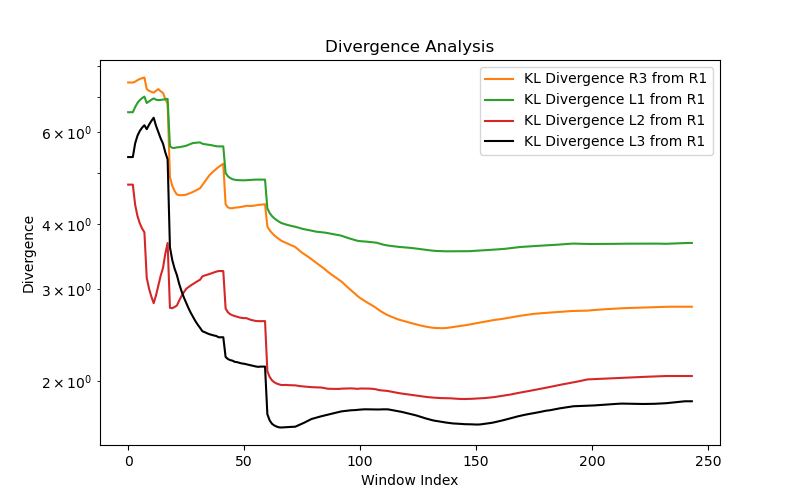 Divergence Analysis
KL Divergence R3 from R1
KL Divergence L1 from R1
KL Divergence L2 from R1
KL Divergence L3 from R1
Divergence
6 × 10⁰
4 × 10⁰
3 × 10⁰
2 × 10⁰
0 50 100 150 200 250
Window Index